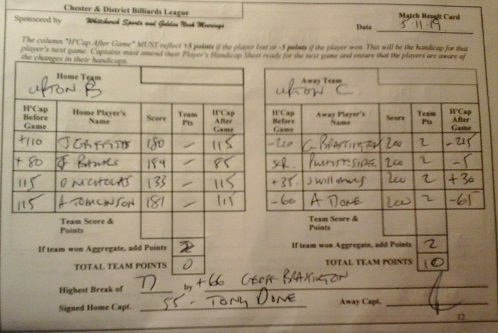 Chester & District Billiards League
Sponsored by Whitchurch Sports and Golden Nook Moorings
Match Result Card
Date 5-11-19
The column "H'Cap After Game" MUST reflect +5 points if the player lost or -5 points if the player won. This will be the handicap for that
player's next game. Captains must amend their Player's Handicap Sheet ready for the next game and ensure that the players are aware of
the changes in their handicaps.
Home Team
UPTON B
H'Cap Before Game Home Player's Name Score Team Pts H'Cap After Game
+110 J GRIFFITHS 180 - 115
+80 BANKS 194 - 85
115 D NICHOLAS 133 - 115
115 A TOMLINSON 181 - 115
Team Score & Points
If team won Aggregate, add Points
TOTAL TEAM POINTS 0
Away Team
UPTON C
H'Cap Before Game Away Player's Name Score Team Pts H'Cap After Game
-210 G BRASSINGTON 200 2 -215
SCR. 200 2 -5
+35 S WILLIAMS 200 2 +30
-60 A DONE 200 2 -65
Team Score & Points
If team won Aggregate, add Points 2
TOTAL TEAM POINTS 10
Highest Break of 77 by +66 GEOFF BRASSINGTON
55 - TONY DONE
Signed Home Capt. Away Capt.
12